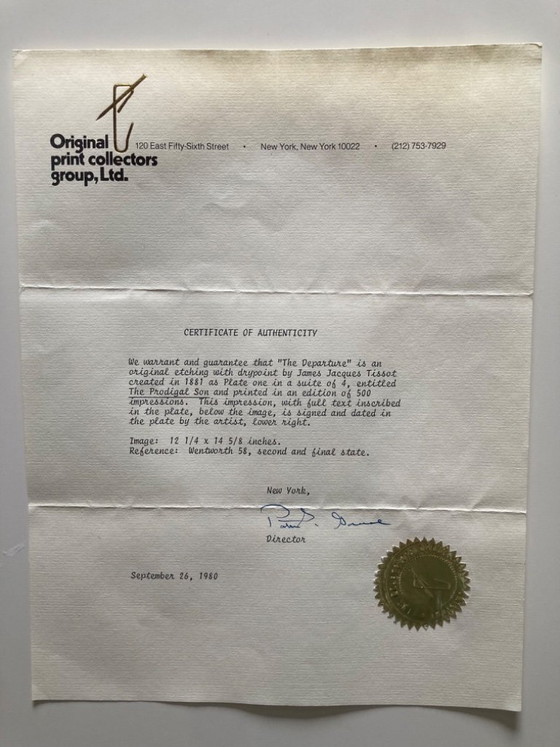 Original
print collectors
group, Ltd.
120 East Fifty-Sixth Street • New York, New York 10022 • (212) 753-7929
CERTIFICATE OF AUTHENTICITY
We warrant and guarantee that "The Departure" is an
original etching with drypoint by James Jacques Tissot
created in 1881 as Plate one in a suite of 4, entitled
The Prodigal Son and printed in an edition of 500
impressions. This impression, with full text inscribed
in the plate, below the image, is signed and dated in
the plate by the artist, lower right.
Image: 12 1/4 x 14 5/8 inches.
Reference: Wentworth 58, second and final state.
New York,
Director
September 26, 1980